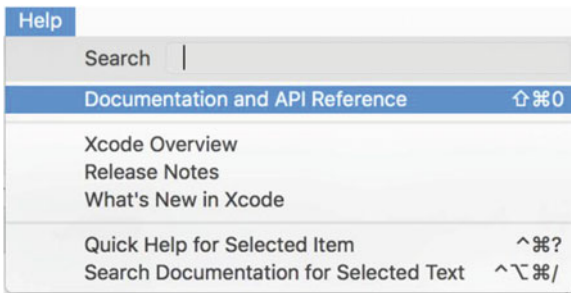 Help
Search
Documentation and API Reference ⇧⌘0
Xcode Overview
Release Notes
What's New in Xcode
Quick Help for Selected Item ^⌘?
Search Documentation for Selected Text ^⌥⌘/